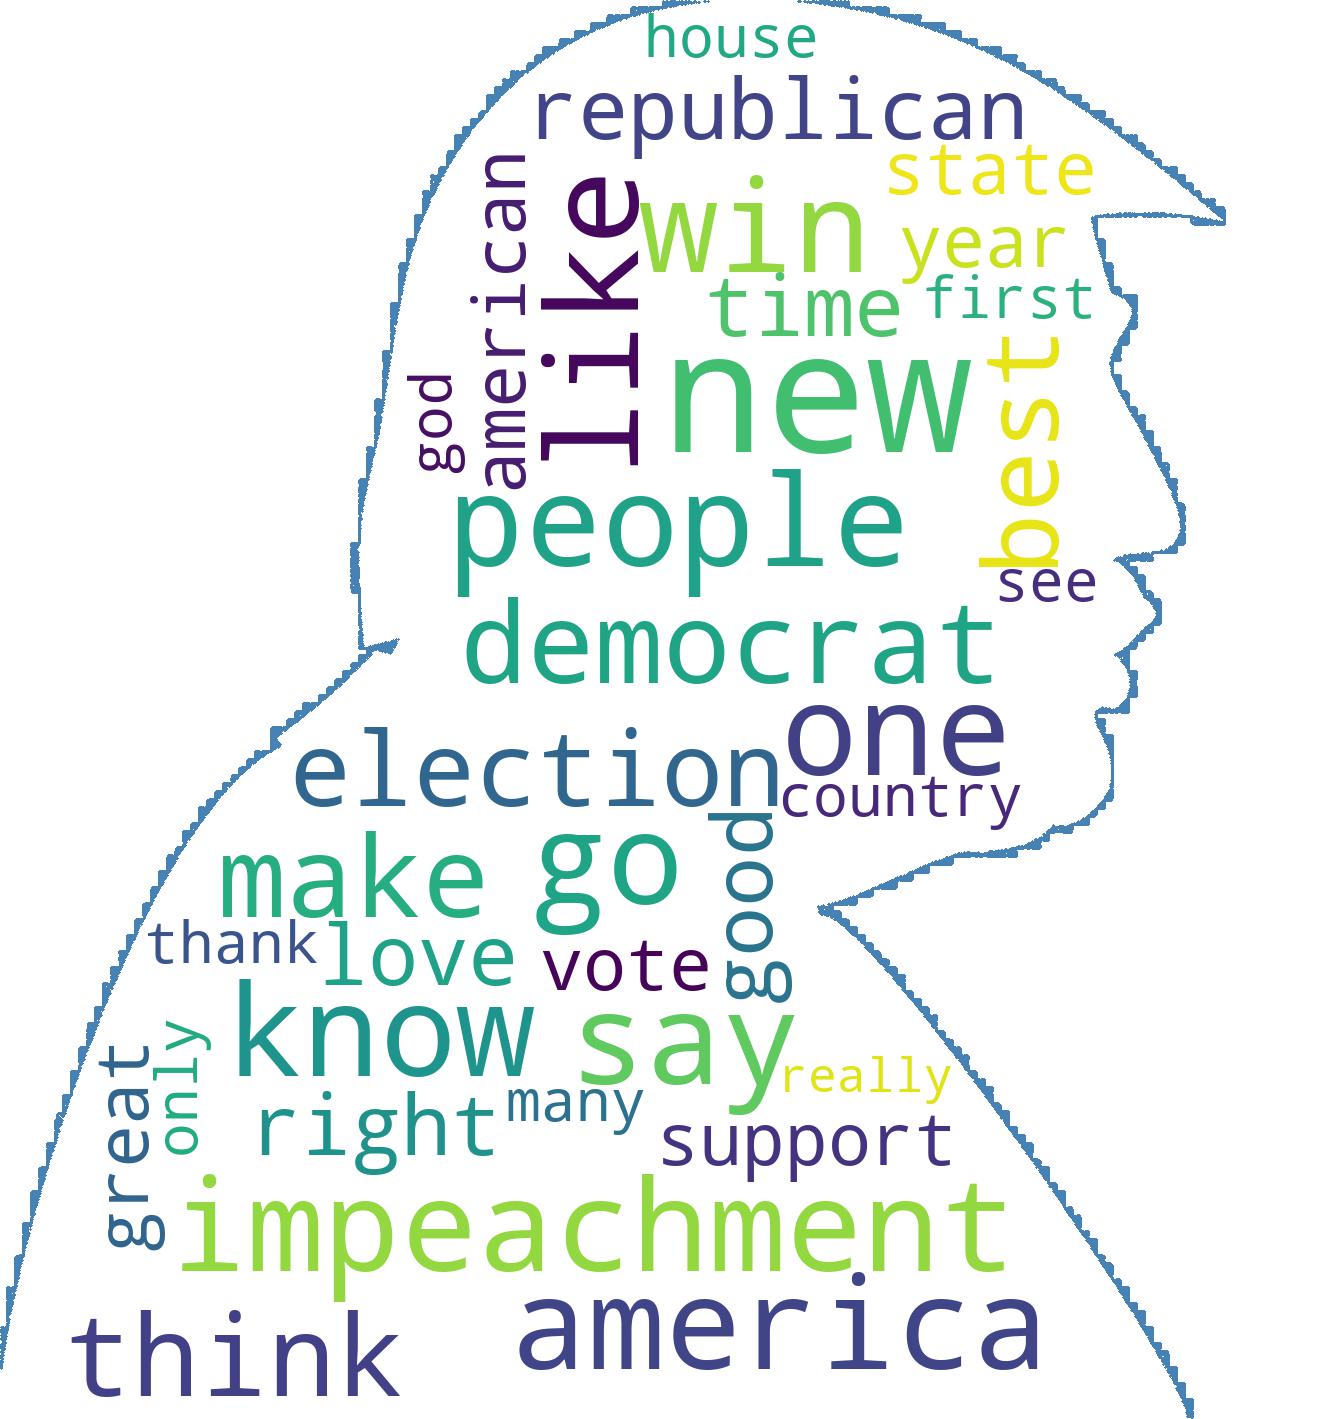 house
republican
state
american
like
win
year
time
first
god
new
best
people
see
democrat
one
election
country
make
go
good
thank
love
vote
know
say
great
only
really
right
many
support
impeachment
america
think